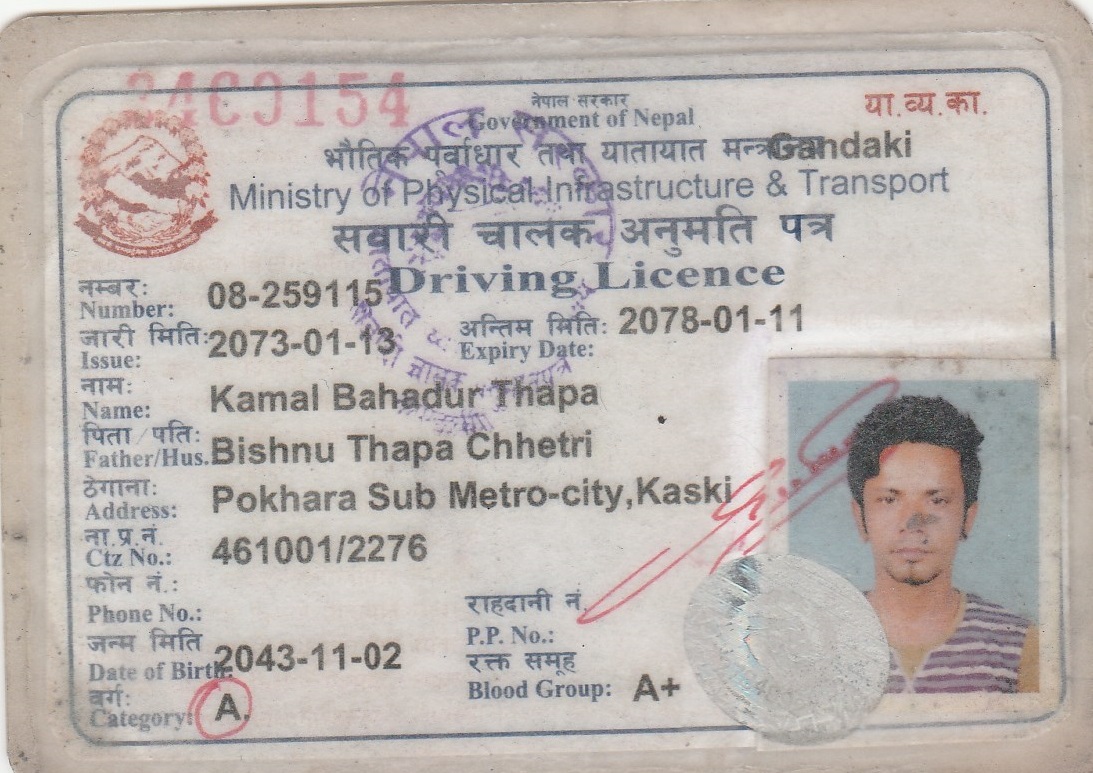 नेपाल सरकार
Government of Nepal
या.व्य.का.
भौतिक पूर्वाधार तथा यातायात
Gandaki
Ministry of Physical Infrastructure & Transport
सवारी चालक अनुमति पत्र
Driving Licence
नम्बर:
Number: 08-259115
जारी मिति: 2073-01-13
Issue:
अन्तिम मिति: 2078-01-11
Expiry Date:
नाम:
Name: Kamal Bahadur Thapa
पिता/पति:
Father/Hus. Bishnu Thapa Chhetri
ठेगाना:
Address: Pokhara Sub Metro-city,Kaski
ना.प्र.नं.
Ctz No.: 461001/2276
फोन नं.:
Phone No.:
राहदानी नं.
P.P. No.:
जन्म मिति
Date of Birth: 2043-11-02
रक्त समूह
Blood Group: A+
वर्ग:
Category: A.